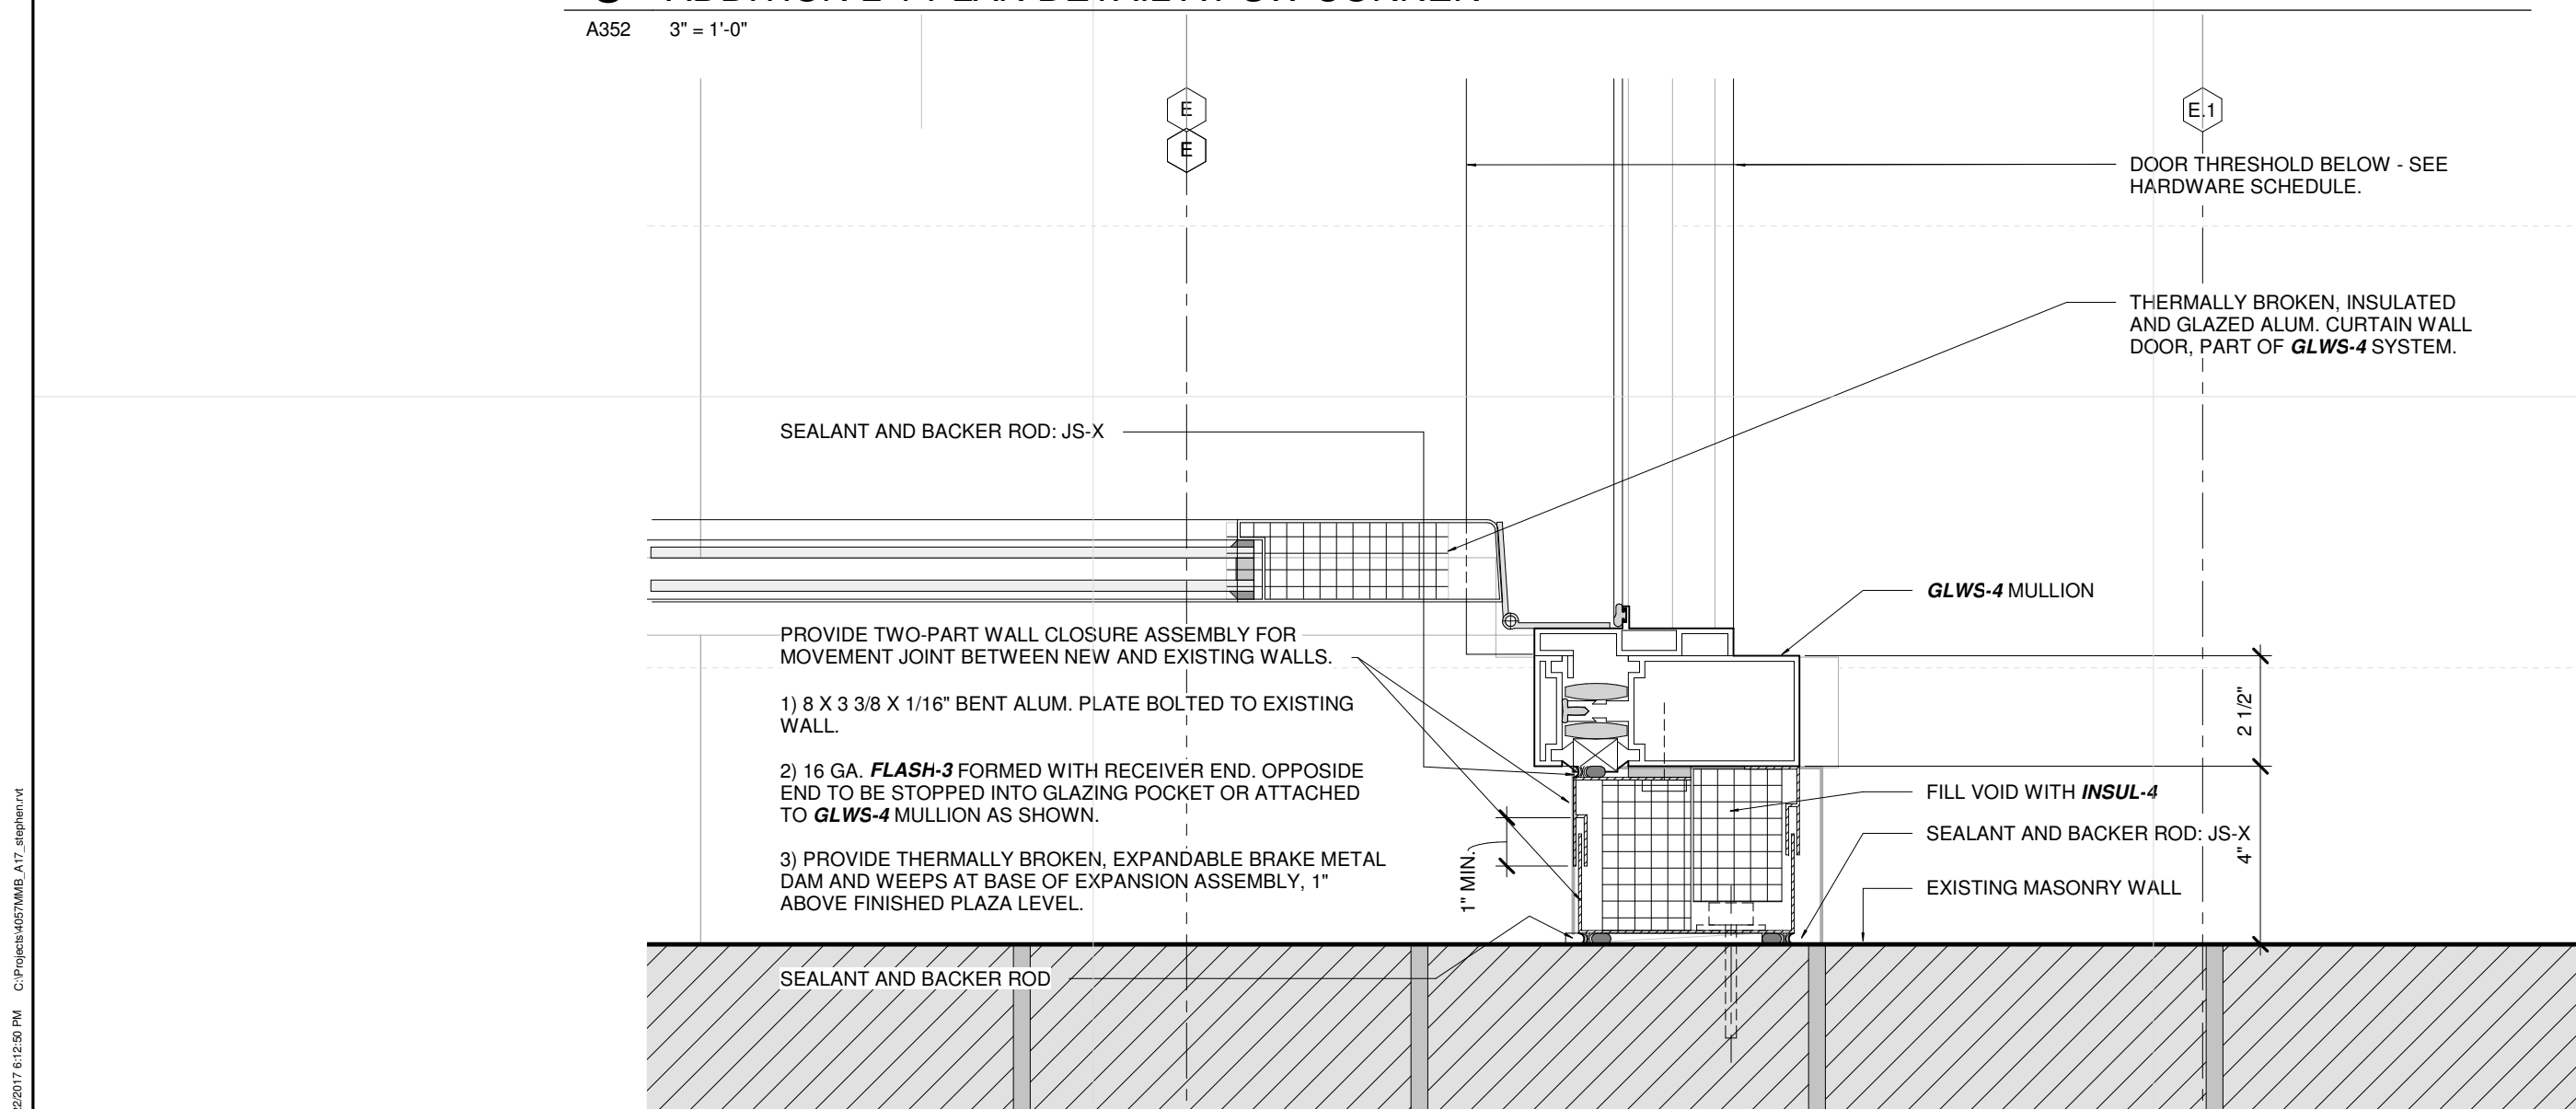 A352 3" = 1'-0"
E
E
E.1
DOOR THRESHOLD BELOW - SEE
HARDWARE SCHEDULE.
THERMALLY BROKEN, INSULATED
AND GLAZED ALUM. CURTAIN WALL
DOOR, PART OF GLWS-4 SYSTEM.
SEALANT AND BACKER ROD: JS-X
GLWS-4 MULLION
PROVIDE TWO-PART WALL CLOSURE ASSEMBLY FOR
MOVEMENT JOINT BETWEEN NEW AND EXISTING WALLS.
1) 8 X 3 3/8 X 1/16" BENT ALUM. PLATE BOLTED TO EXISTING
WALL.
2) 16 GA. FLASH-3 FORMED WITH RECEIVER END. OPPOSIDE
END TO BE STOPPED INTO GLAZING POCKET OR ATTACHED
TO GLWS-4 MULLION AS SHOWN.
3) PROVIDE THERMALLY BROKEN, EXPANDABLE BRAKE METAL
DAM AND WEEPS AT BASE OF EXPANSION ASSEMBLY, 1"
ABOVE FINISHED PLAZA LEVEL.
1" MIN.
2 1/2"
FILL VOID WITH INSUL-4
SEALANT AND BACKER ROD: JS-X
4"
EXISTING MASONRY WALL
SEALANT AND BACKER ROD
22/2017 6:12:50 PM C:\Projects\4057MMB_A17_stephen.rvt